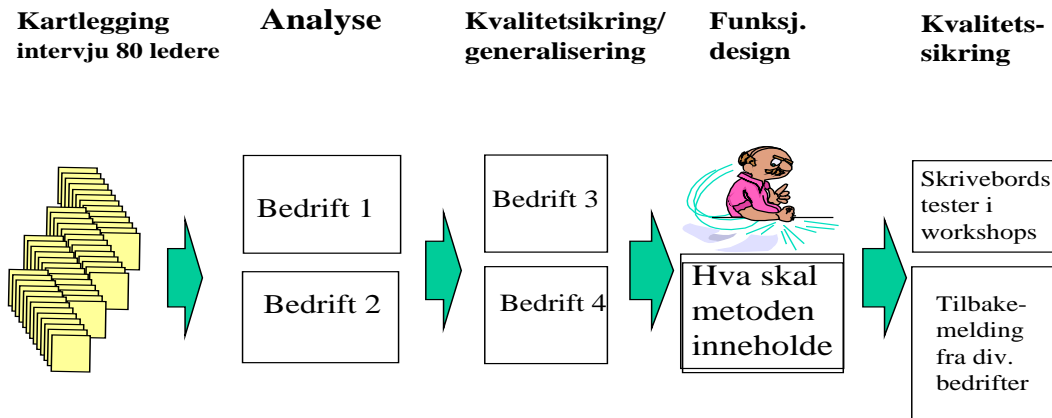 Kartlegging
intervju 80 ledere
Analyse
Kvalitetsikring/
generalisering
Funksj.
design
Kvalitets-
sikring
Bedrift 1
Bedrift 2
Bedrift 3
Bedrift 4
Hva skal
metoden
inneholde
Skrivebords
tester i
workshops
Tilbake-
melding
fra div.
bedrifter